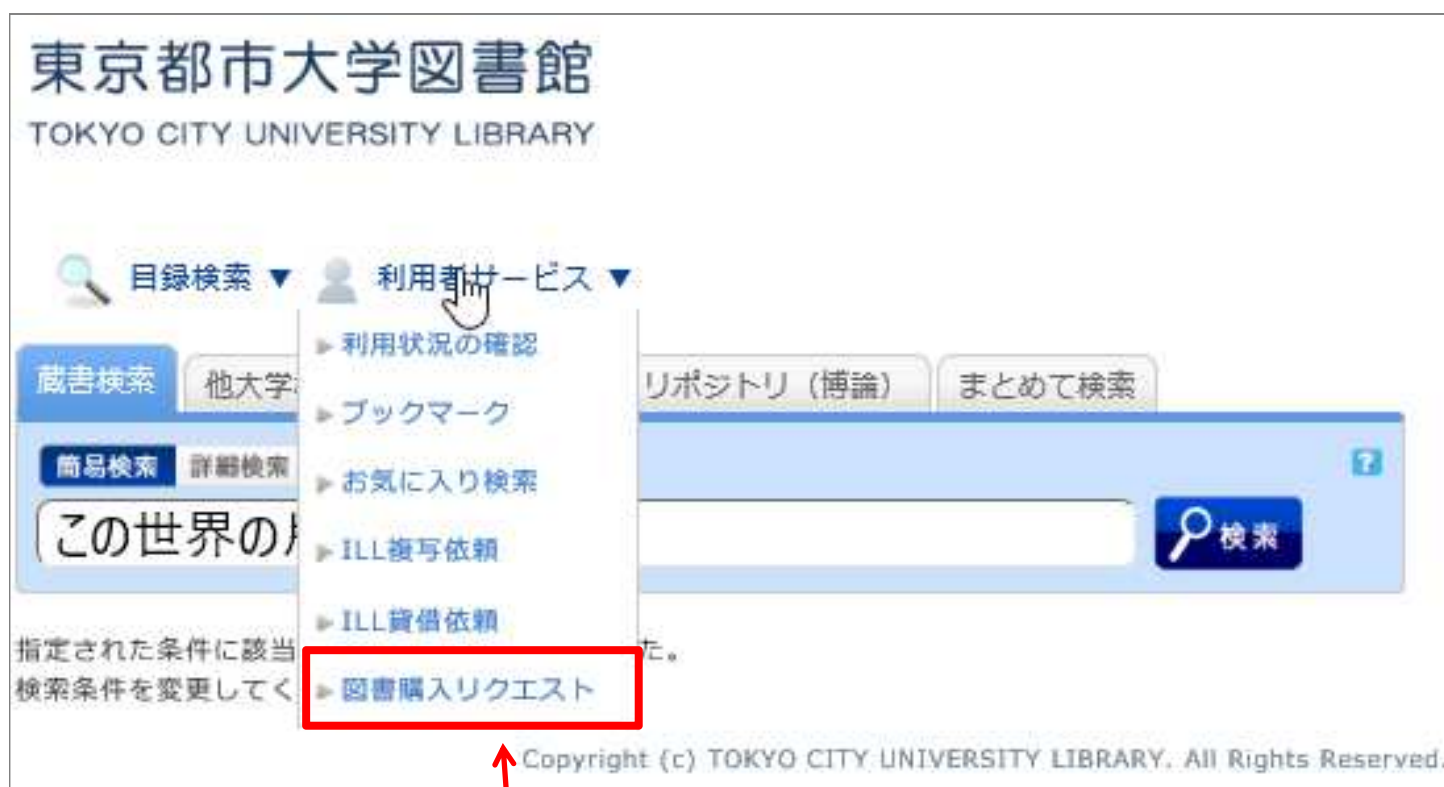 東京都市大学図書館
TOKYO CITY UNIVERSITY LIBRARY
目録検索 ▼ 利用者サービス ▼
利用状況の確認
蔵書検索 他大学 リポジトリ（博論） まとめて検索
ブックマーク
簡易検索 詳細検索 ?
お気に入り検索
この世界の 検索
ILL複写依頼
ILL貸借依頼
指定された条件に該当 た。
検索条件を変更してく
図書購入リクエスト
Copyright (c) TOKYO CITY UNIVERSITY LIBRARY. All Rights Reserved.